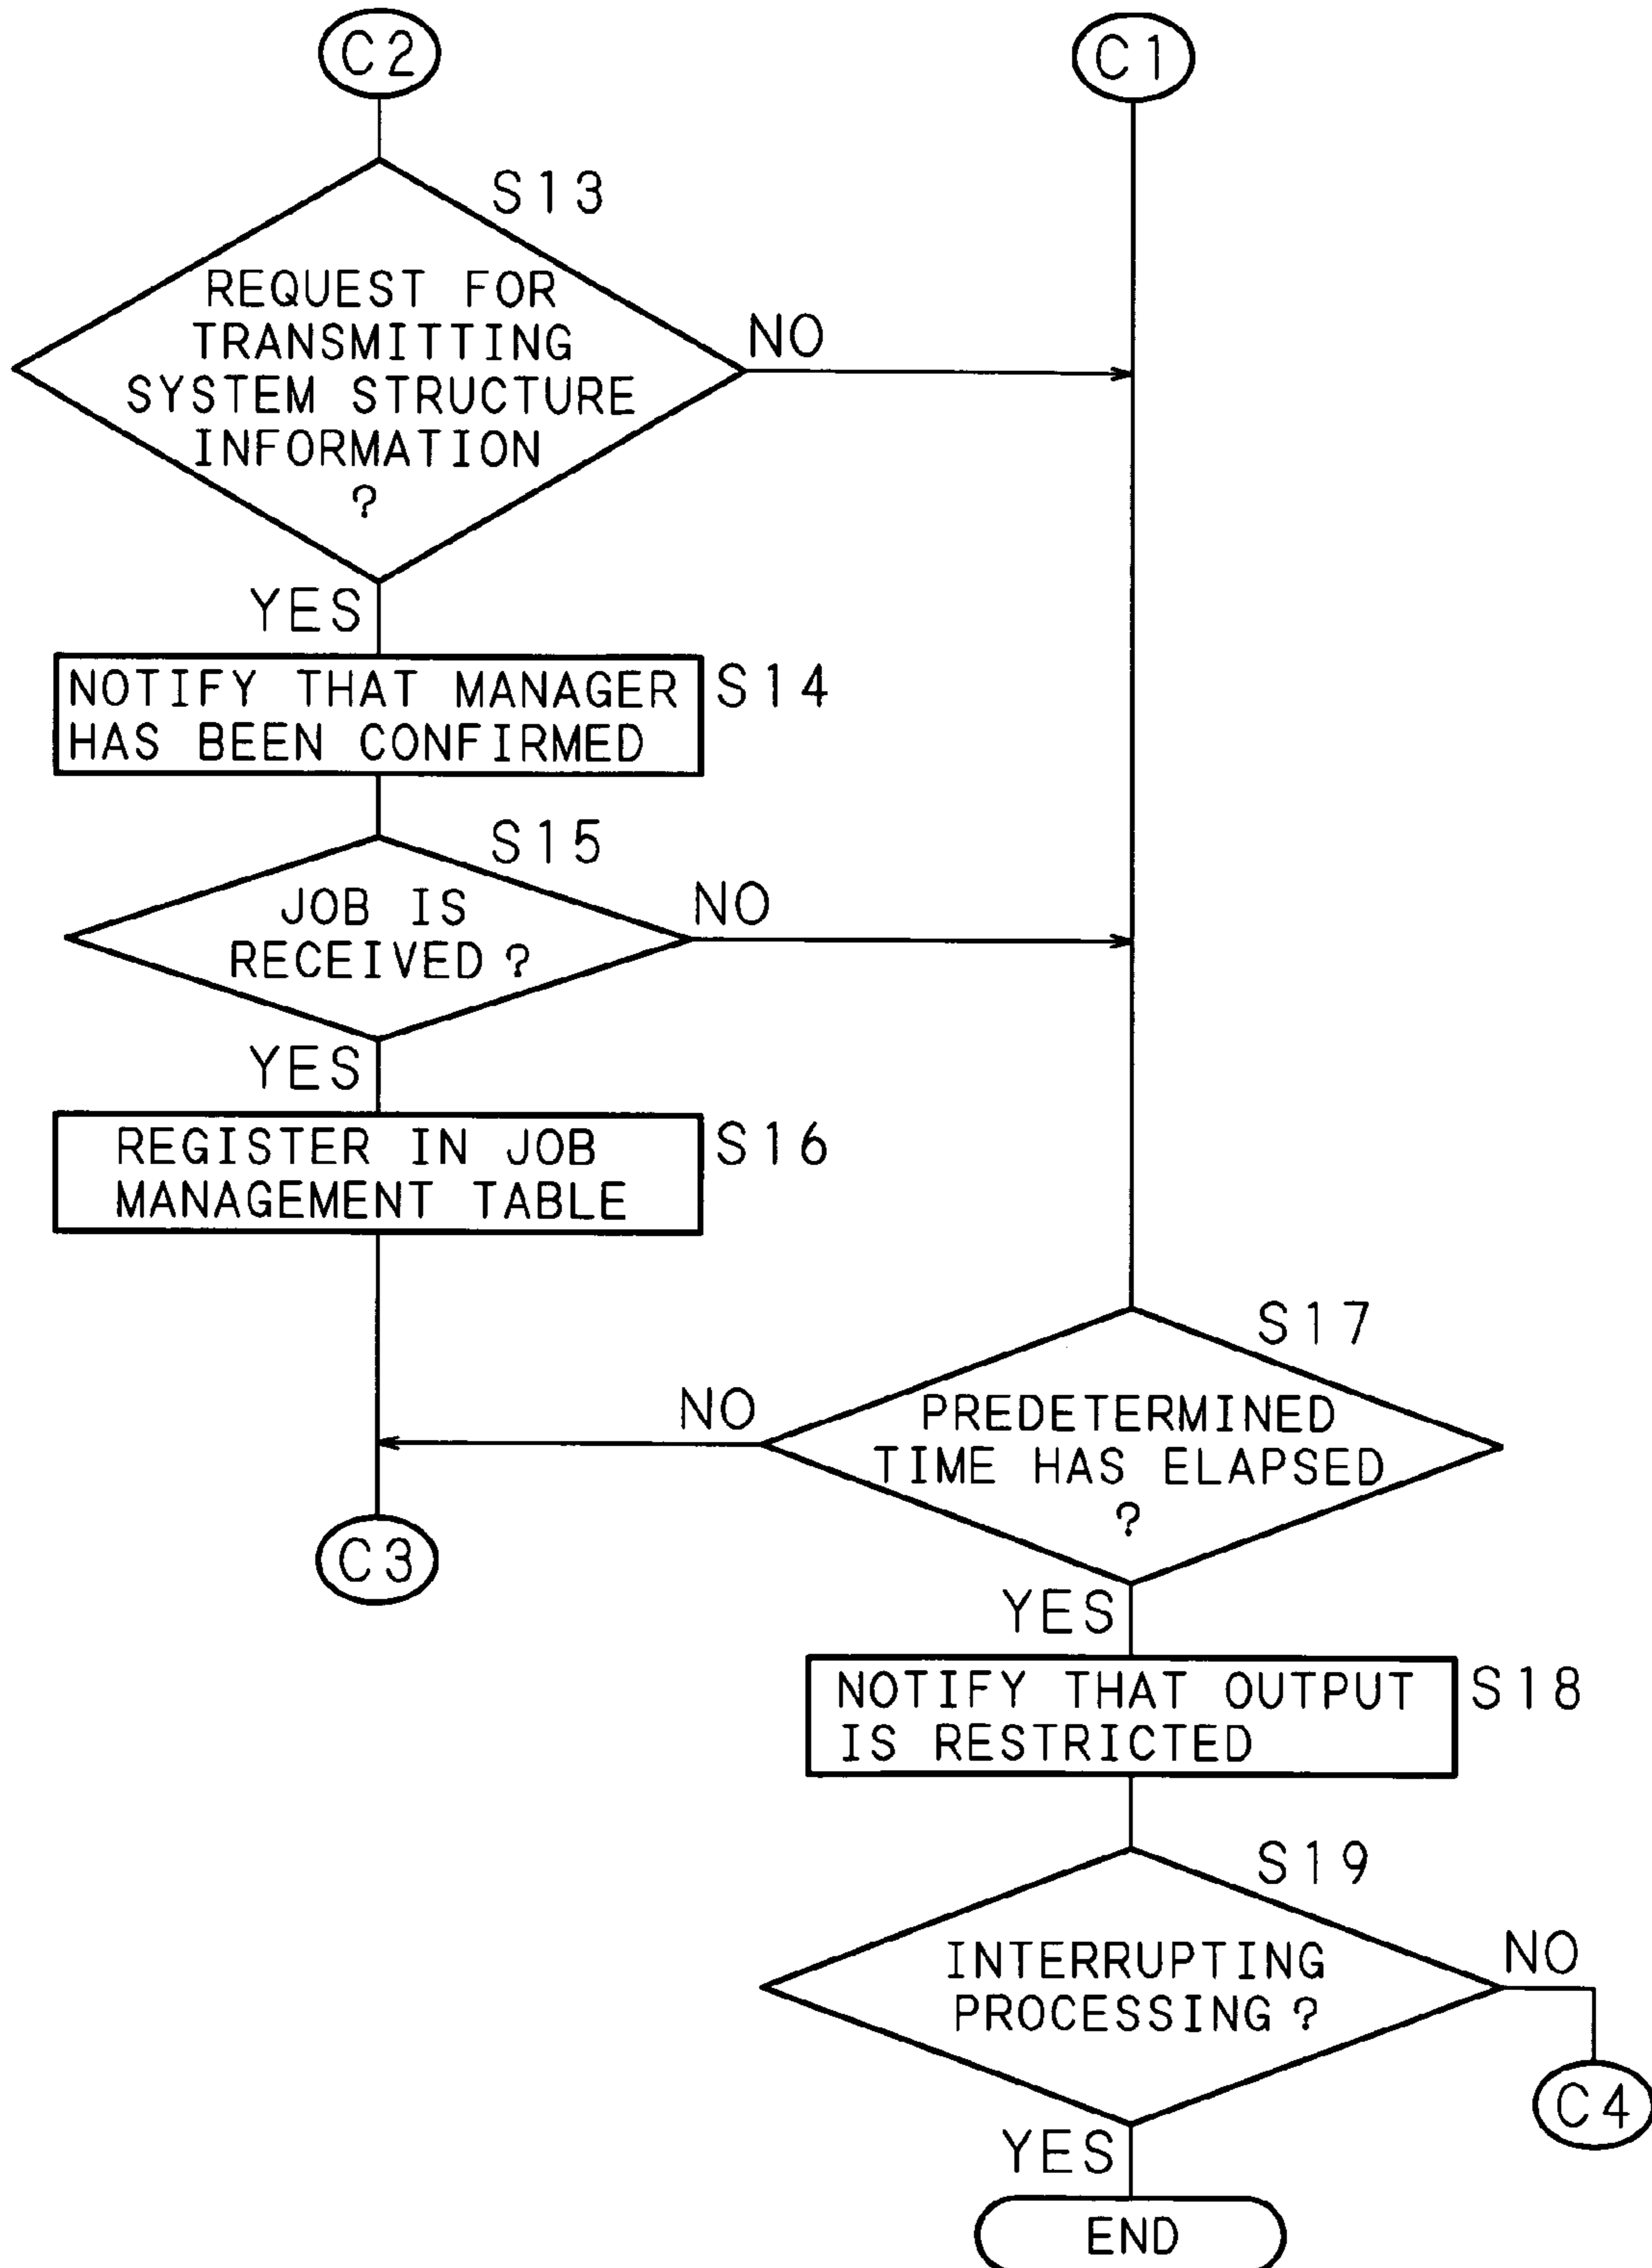 C2
C1
S13
REQUEST FOR
TRANSMITTING
SYSTEM STRUCTURE
INFORMATION
?
NO
YES
NOTIFY THAT MANAGER
HAS BEEN CONFIRMED
S14
S15
JOB IS
RECEIVED ?
NO
YES
REGISTER IN JOB
MANAGEMENT TABLE
S16
S17
PREDETERMINED
TIME HAS ELAPSED
?
NO
C3
YES
NOTIFY THAT OUTPUT
IS RESTRICTED
S18
S19
INTERRUPTING
PROCESSING ?
NO
C4
YES
END